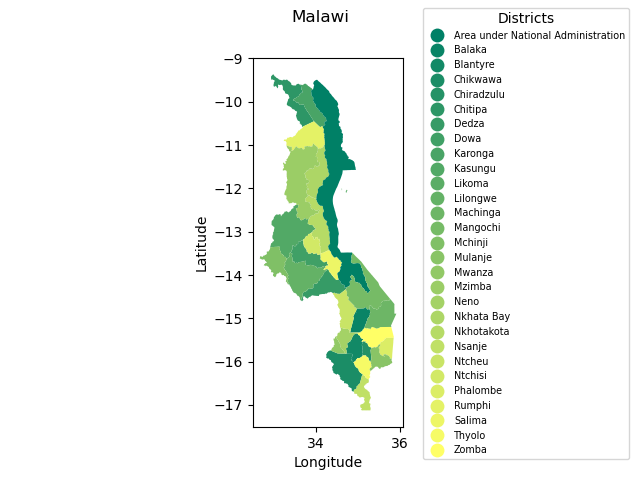 Malawi
Districts
Area under National Administration
Balaka
Blantyre
Chikwawa
Chiradzulu
Chitipa
Dedza
Dowa
Karonga
Kasungu
Likoma
Lilongwe
Machinga
Mangochi
Mchinji
Mulanje
Mwanza
Mzimba
Neno
Nkhata Bay
Nkhotakota
Nsanje
Ntcheu
Ntchisi
Phalombe
Rumphi
Salima
Thyolo
Zomba
Latitude
−9
−10
−11
−12
−13
−14
−15
−16
−17
34 36
Longitude